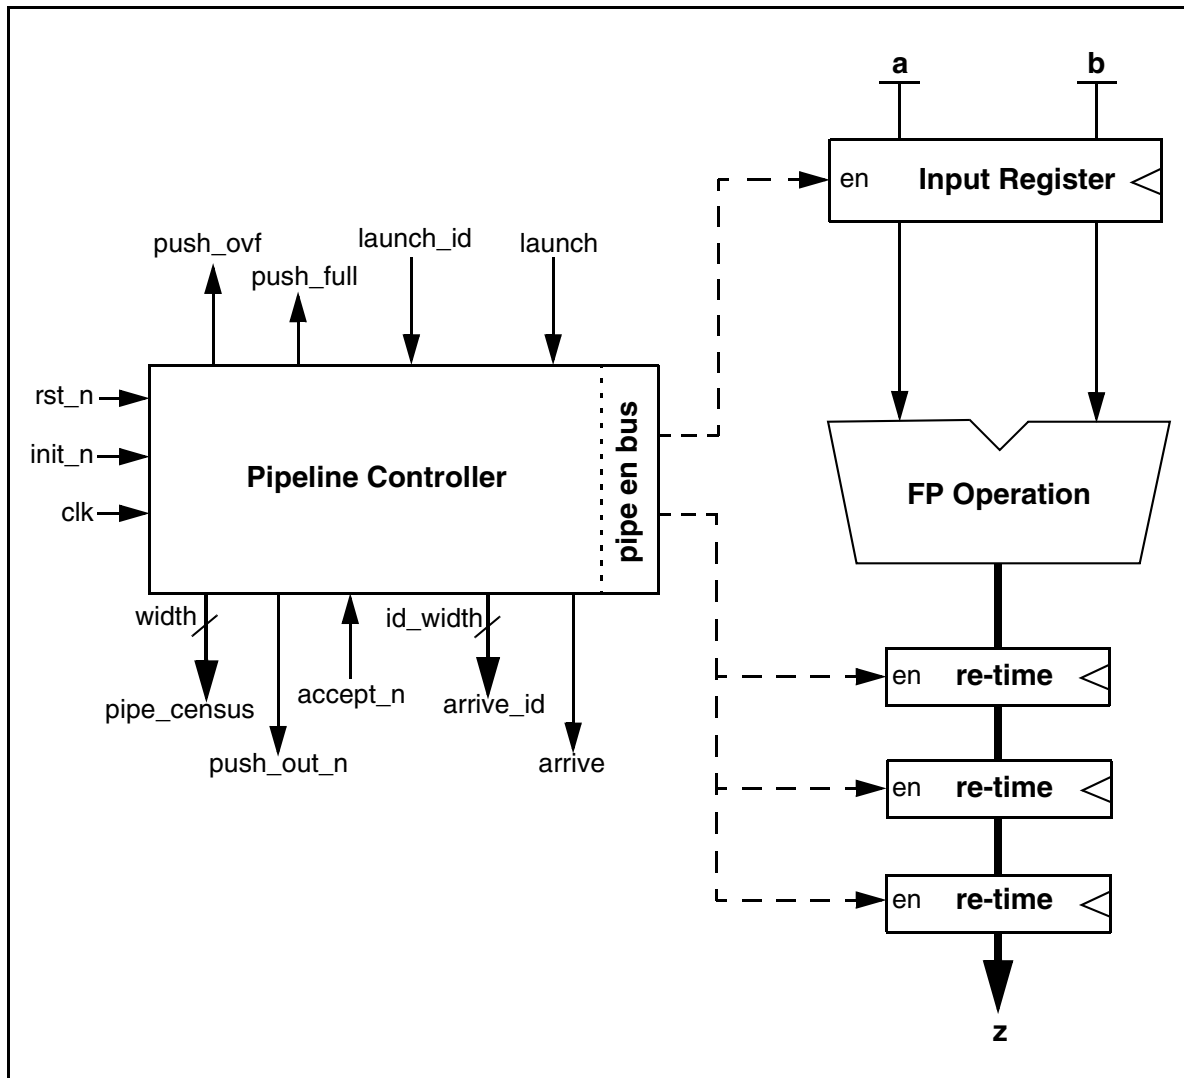 a
b
en
Input Register
push_ovf
push_full
launch_id
launch
rst_n
init_n
clk
Pipeline Controller
pipe en bus
FP Operation
width
id_width
pipe_census
push_out_n
accept_n
arrive_id
arrive
en
re-time
en
re-time
en
re-time
z